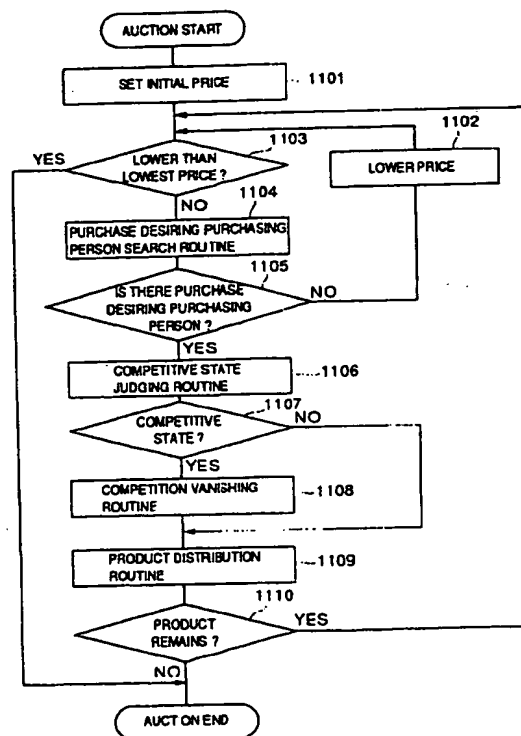 AUCTION START
SET INITIAL PRICE
1101
1102
1103
YES
LOWER THAN
LOWEST PRICE ?
LOWER PRICE
NO
1104
PURCHASE DESIRING PURCHASING
PERSON SEARCH ROUTINE
1105
IS THERE PURCHASE
DESIRING PURCHASING
PERSON ?
NO
YES
COMPETITIVE STATE
JUDGING ROUTINE
1106
1107
COMPETITIVE
STATE ?
NO
YES
COMPETITION VANISHING
ROUTINE
1108
PRODUCT DISTRIBUTION
ROUTINE
1109
1110
PRODUCT
REMAINS ?
YES
NO
AUCT ON END